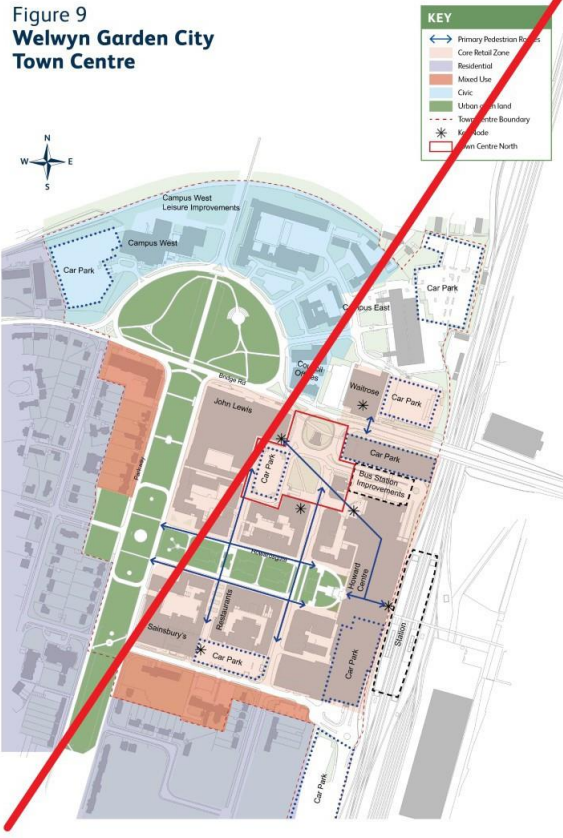 Figure 9
Welwyn Garden City
Town Centre
KEY
Primary Pedestrian Routes
Core Retail Zone
Residential
Mixed Use
Civic
Urban open land
Town Centre Boundary
Key Node
Town Centre North
N
W
E
S
Campus West
Leisure Improvements
Campus West
Car Park
Car Park
Campus East
Council
Offices
Waitrose
Car Park
Bridge Rd
John Lewis
Car Park
Car Park
Bus Station
Improvements
Parkway
Howardsgate
Howard
Centre
Restaurants
Station
Sainsbury's
Car Park
Car Park
Car Park